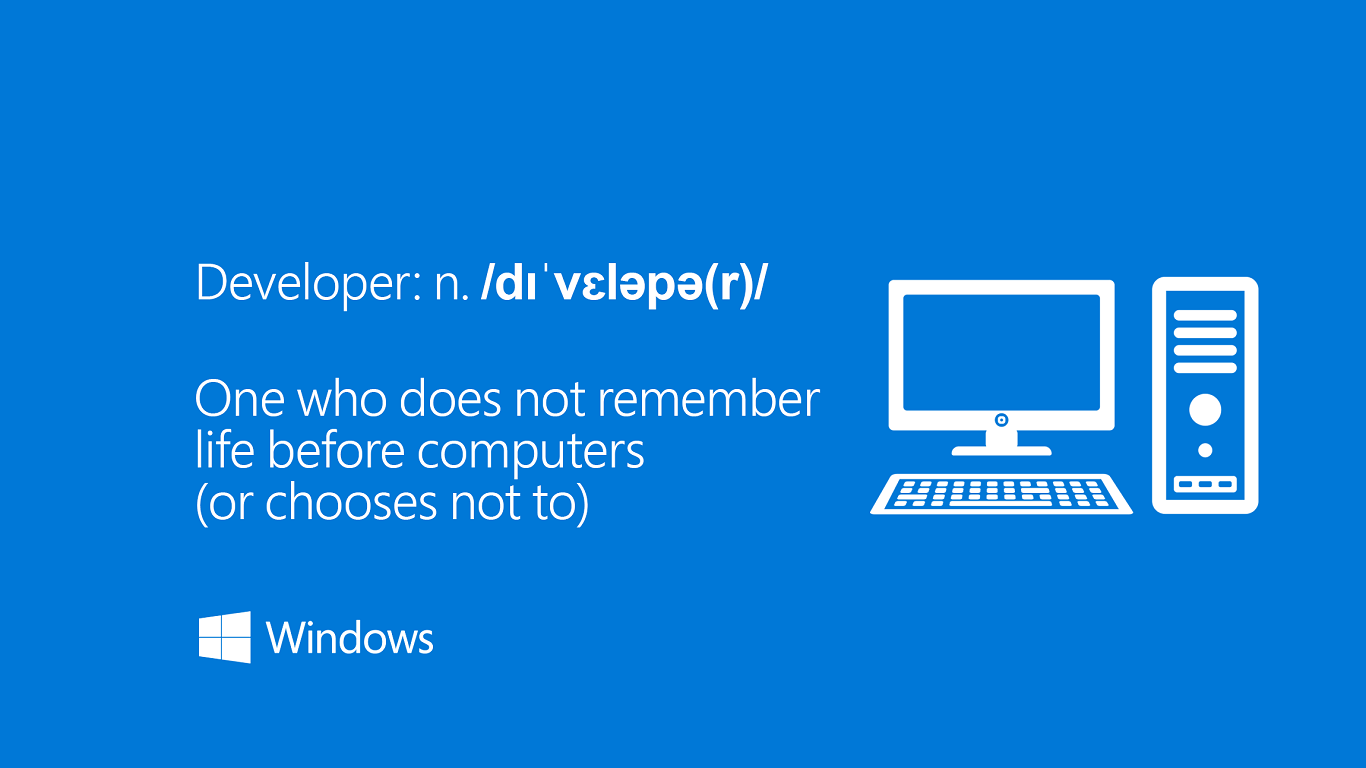 Developer: n. /dɪˈvɛləpə(r)/
One who does not remember
life before computers
(or chooses not to)
Windows